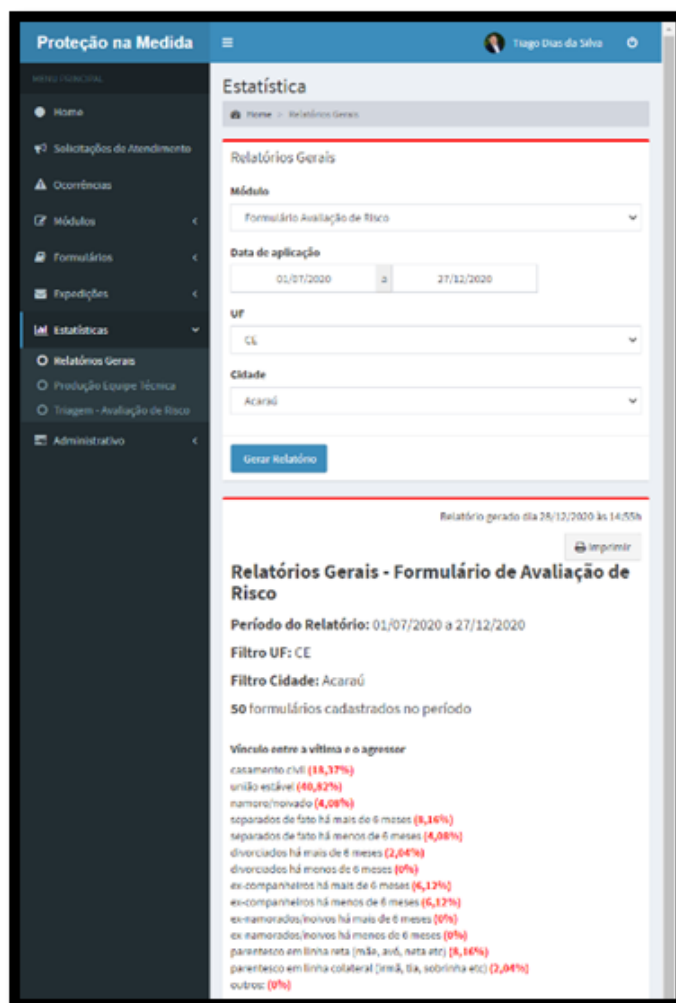 Proteção na Medida
Tiago Dias da Silva
MENU PRINCIPAL
Home
Solicitações de Atendimento
Ocorrências
Módulos
Formulários
Expedições
Estatísticas
Relatórios Gerais
Produção Equipe Técnica
Triagem - Avaliação de Risco
Administrativo
Estatística
Home > Relatórios Gerais
Relatórios Gerais
Módulo
Formulário Avaliação de Risco
Data de aplicação
01/07/2020 a 27/12/2020
UF
CE
Cidade
Acaraú
Gerar Relatório
Relatório gerado dia 28/12/2020 às 14:55h
Imprimir
Relatórios Gerais - Formulário de Avaliação de
Risco
Período do Relatório: 01/07/2020 a 27/12/2020
Filtro UF: CE
Filtro Cidade: Acaraú
50 formulários cadastrados no período
Vínculo entre a vítima e o agressor
casamento civil (18,37%)
união estável (40,82%)
namoro/noivado (4,08%)
separados de fato há mais de 6 meses (8,16%)
separados de fato há menos de 6 meses (4,08%)
divorciados há mais de 6 meses (2,04%)
divorciados há menos de 6 meses (0%)
ex-companheiros há mais de 6 meses (6,12%)
ex-companheiros há menos de 6 meses (6,12%)
ex-namorados/noivos há mais de 6 meses (0%)
ex-namorados/noivos há menos de 6 meses (0%)
parentesco em linha reta (mãe, avó, neta etc) (8,16%)
parentesco em linha colateral (irmã, tia, sobrinha etc) (2,04%)
outros: (0%)